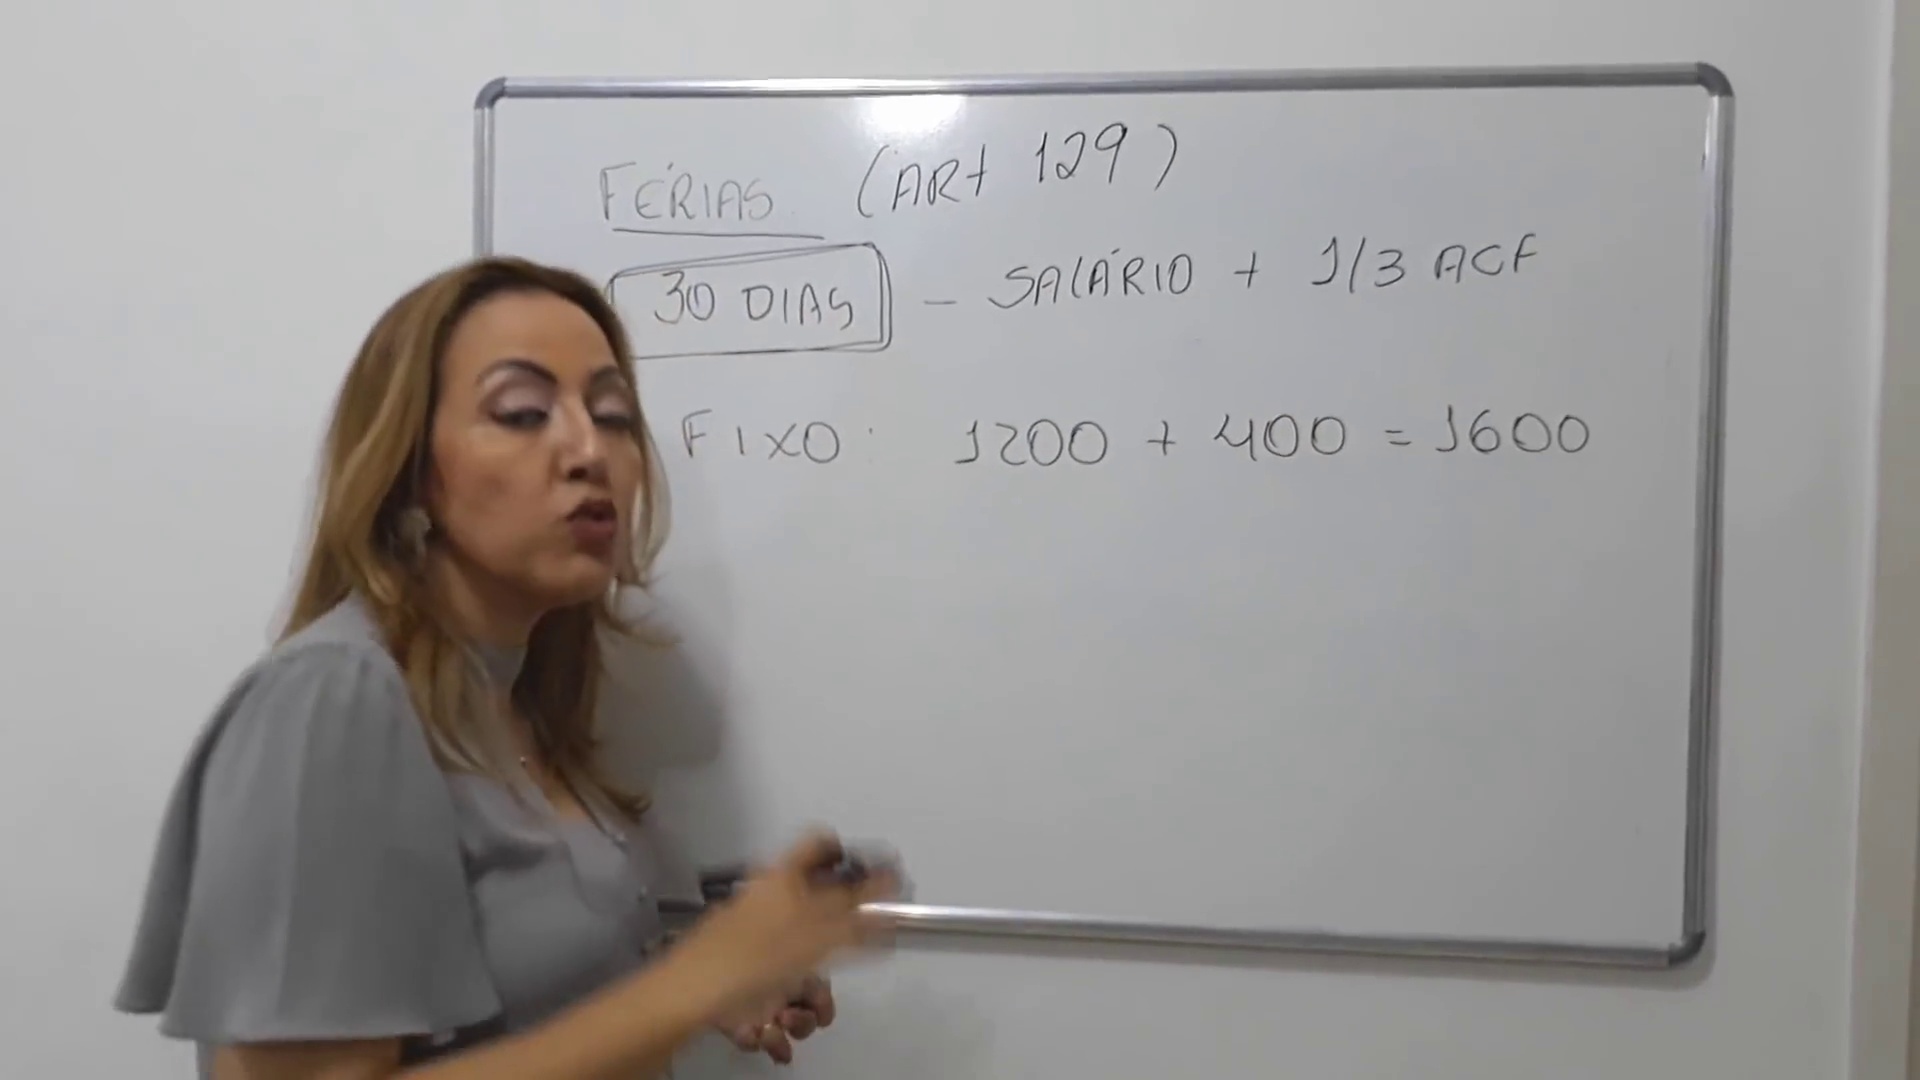 FÉRIAS (ART 129)
30 DIAS - SALÁRIO + 1/3 ACF
FIXO: 1200 + 400 = 1600